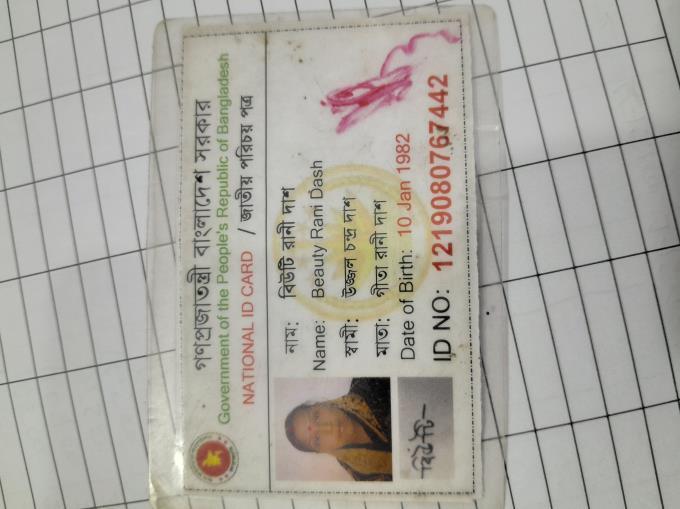 গণপ্রজাতন্ত্রী বাংলাদেশ সরকার
Government of the People's Republic of Bangladesh
NATIONAL ID CARD / জাতীয় পরিচয় পত্র
নাম: বিউটি রানী দাশ
Name: Beauty Rani Dash
স্বামী: উজ্জল চন্দ্র দাশ
মাতা: গীতা রানী দাশ
Date of Birth: 10 Jan 1982
ID NO: 1219080767442
বিউটি